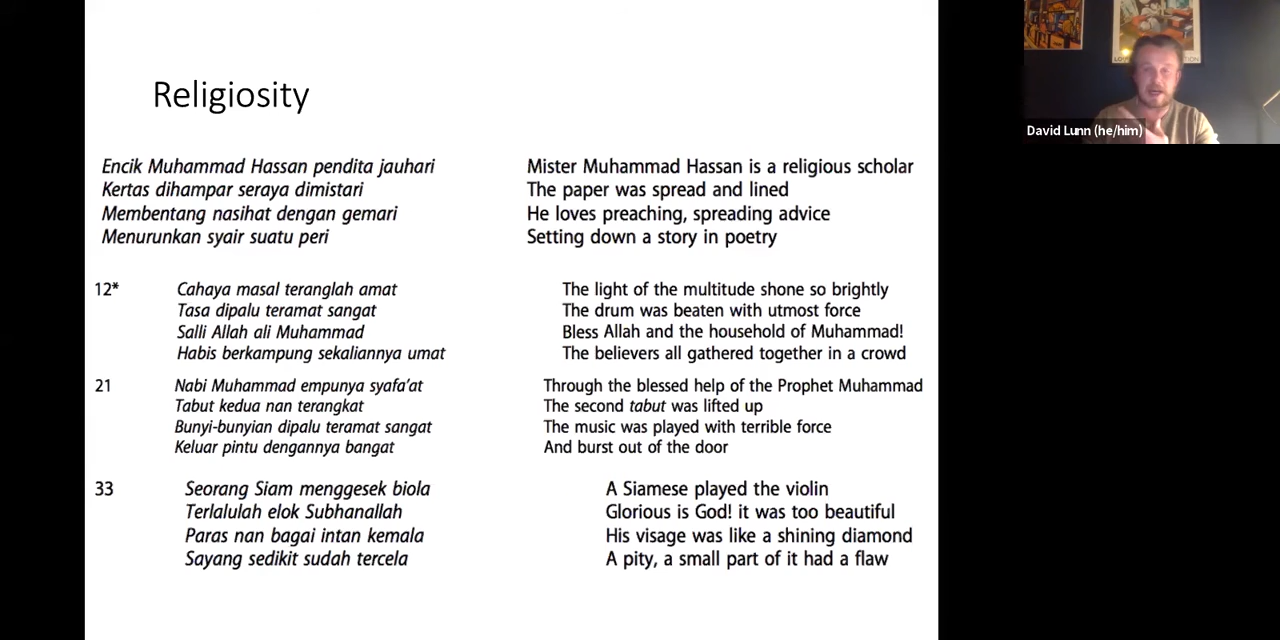 Religiosity
Encik Muhammad Hassan pendita jauhari
Kertas dihampar seraya dimistari
Membentang nasihat dengan gemari
Menurunkan syair suatu peri
Mister Muhammad Hassan is a religious scholar
The paper was spread and lined
He loves preaching, spreading advice
Setting down a story in poetry
12*
Cahaya masal teranglah amat
Tasa dipalu teramat sangat
Salli Allah ali Muhammad
Habis berkampung sekaliannya umat
The light of the multitude shone so brightly
The drum was beaten with utmost force
Bless Allah and the household of Muhammad!
The believers all gathered together in a crowd
21
Nabi Muhammad empunya syafa’at
Tabut kedua nan terangkat
Bunyi-bunyian dipalu teramat sangat
Keluar pintu dengannya bangat
Through the blessed help of the Prophet Muhammad
The second tabut was lifted up
The music was played with terrible force
And burst out of the door
33
Seorang Siam menggesek biola
Terlalulah elok Subhanallah
Paras nan bagai intan kemala
Sayang sedikit sudah tercela
A Siamese played the violin
Glorious is God! it was too beautiful
His visage was like a shining diamond
A pity, a small part of it had a flaw
David Lunn (he/him)